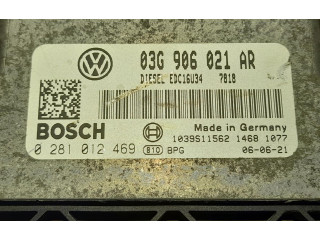 03G 906 021 AR
DIESEL EDC16U34 7818
BOSCH
Made in Germany
1039S11562 1468 1077
0 281 012 469 810 BPG 06-06-21